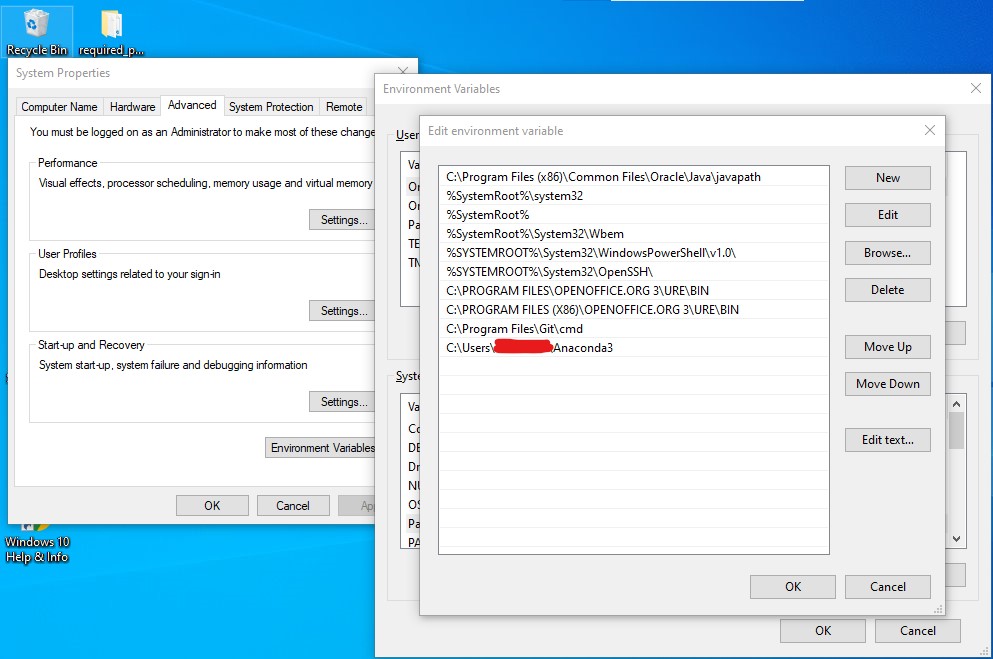 Recycle Bin
required_p...
System Properties
Computer Name
Hardware
Advanced
System Protection
Remote
You must be logged on as an Administrator to make most of these change
Performance
Visual effects, processor scheduling, memory usage and virtual memory
Settings...
User Profiles
Desktop settings related to your sign-in
Settings...
Start-up and Recovery
System start-up, system failure and debugging information
Settings...
Environment Variables
OK
Cancel
Ap
Windows 10
Help & Info
Environment Variables
User
Va
On
On
Pa
TE
TM
Syste
Va
Co
Dr
NU
OS
Pa
PA
Edit environment variable
C:\Program Files (x86)\Common Files\Oracle\Java\javapath
%SystemRoot%\system32
%SystemRoot%
%SystemRoot%\System32\Wbem
%SYSTEMROOT%\System32\WindowsPowerShell\v1.0\
%SYSTEMROOT%\System32\OpenSSH\
C:\PROGRAM FILES\OPENOFFICE.ORG 3\URE\BIN
C:\PROGRAM FILES (X86)\OPENOFFICE.ORG 3\URE\BIN
C:\Program Files\Git\cmd
C:\Users\ \Anaconda3
New
Edit
Browse...
Delete
Move Up
Move Down
Edit text...
OK
Cancel
OK
Cancel